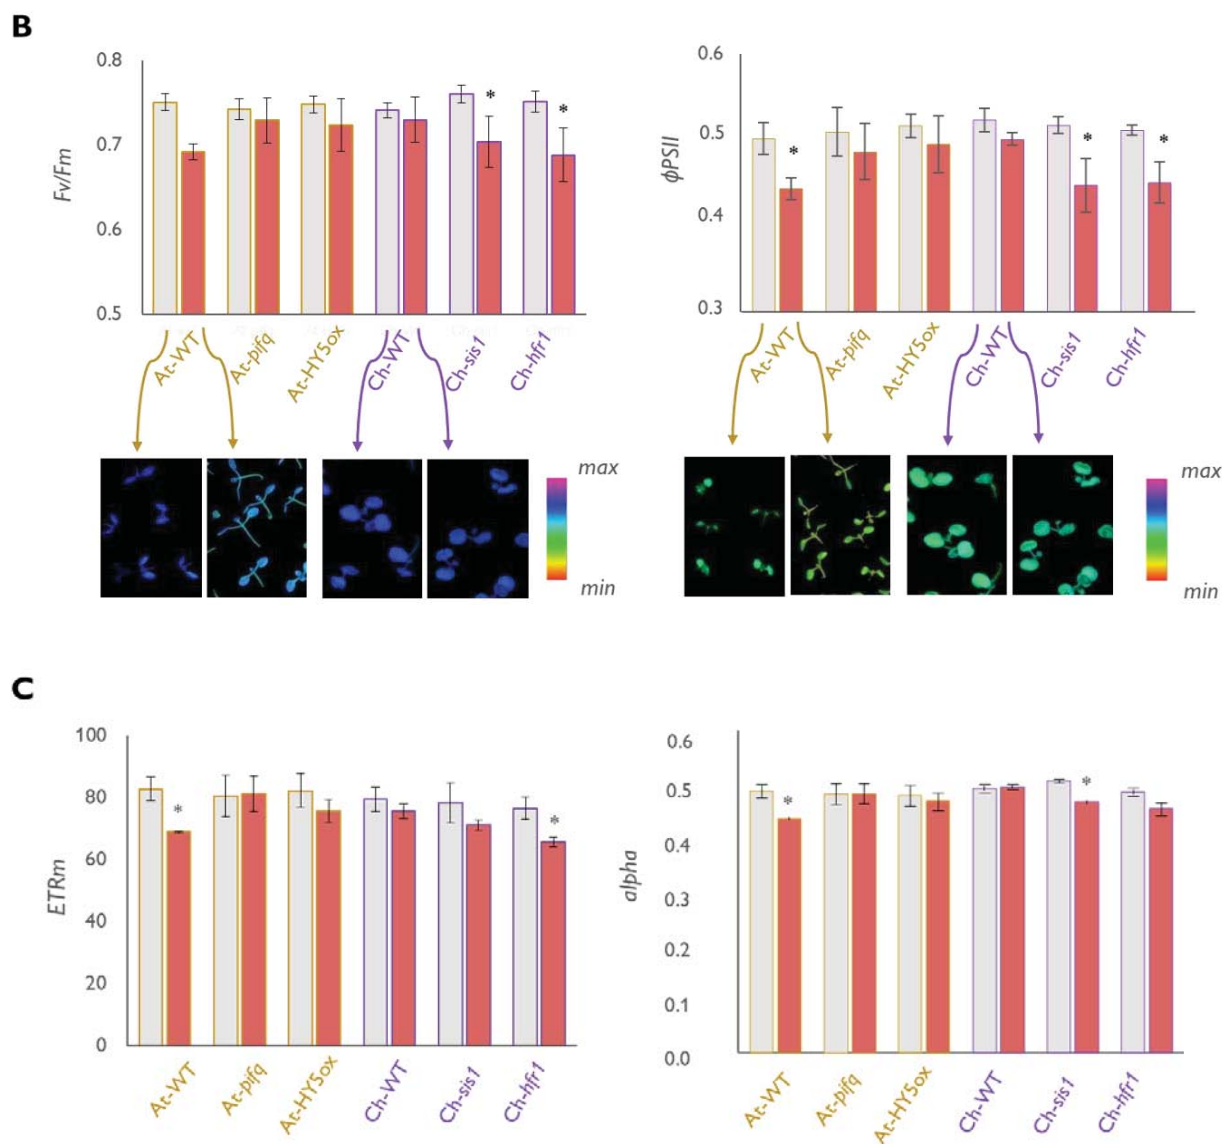 B
0.8
0.7
0.6
0.5
Fv/Fm
At-WT
At-pifq
At-HY5ox
Ch-WT
Ch-sis1
Ch-hfr1
*
*
max
min
0.6
0.5
0.4
0.3
ϕPSII
At-WT
At-pifq
At-HY5ox
Ch-WT
Ch-sis1
Ch-hfr1
*
*
*
max
min
C
100
80
60
40
20
0
ETRm
At-WT
At-pifq
At-HY5ox
Ch-WT
Ch-sis1
Ch-hfr1
*
*
0.6
0.5
0.4
0.3
0.2
0.1
0.0
alpha
At-WT
At-pifq
At-HY5ox
Ch-WT
Ch-sis1
Ch-hfr1
*
*